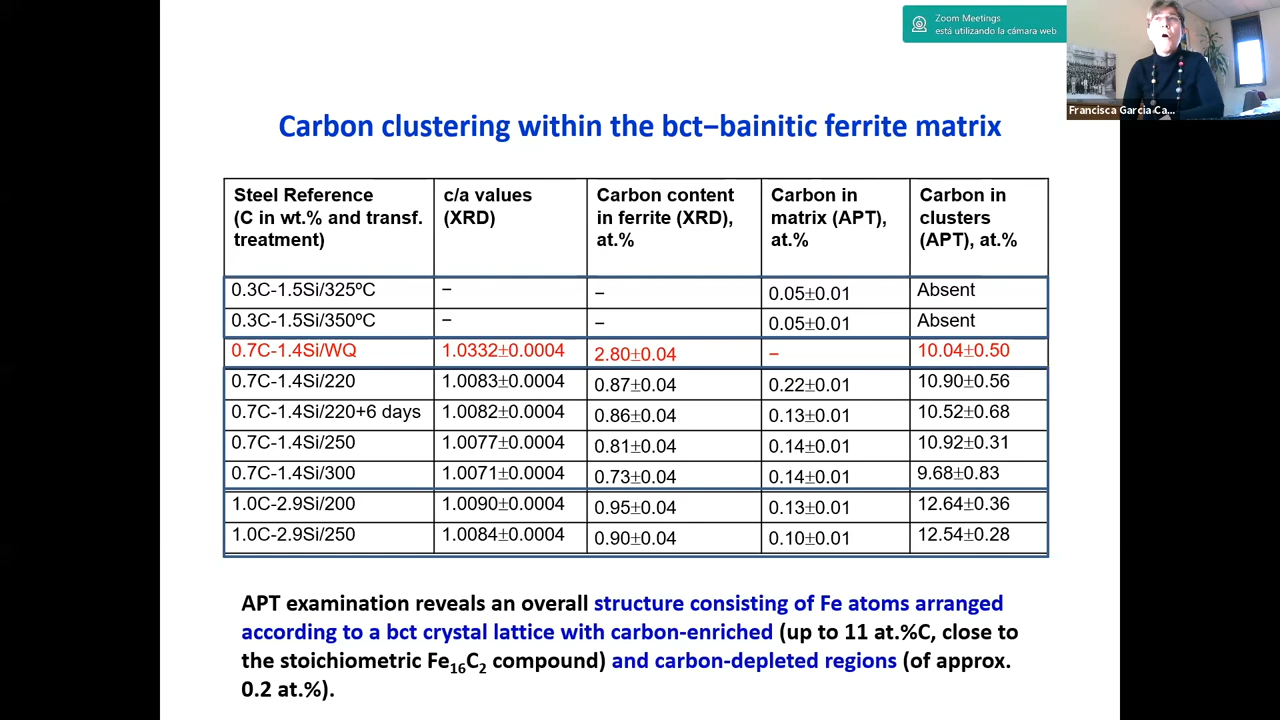 Zoom Meetings
está utilizando la cámara web
Francisca Garcia Ca...
Carbon clustering within the bct–bainitic ferrite matrix
Steel Reference (C in wt.% and transf. treatment) c/a values (XRD) Carbon content in ferrite (XRD), at.% Carbon in matrix (APT), at.% Carbon in clusters (APT), at.%
0.3C-1.5Si/325ºC – – 0.05±0.01 Absent
0.3C-1.5Si/350ºC – – 0.05±0.01 Absent
0.7C-1.4Si/WQ 1.0332±0.0004 2.80±0.04 – 10.04±0.50
0.7C-1.4Si/220 1.0083±0.0004 0.87±0.04 0.22±0.01 10.90±0.56
0.7C-1.4Si/220+6 days 1.0082±0.0004 0.86±0.04 0.13±0.01 10.52±0.68
0.7C-1.4Si/250 1.0077±0.0004 0.81±0.04 0.14±0.01 10.92±0.31
0.7C-1.4Si/300 1.0071±0.0004 0.73±0.04 0.14±0.01 9.68±0.83
1.0C-2.9Si/200 1.0090±0.0004 0.95±0.04 0.13±0.01 12.64±0.36
1.0C-2.9Si/250 1.0084±0.0004 0.90±0.04 0.10±0.01 12.54±0.28
APT examination reveals an overall structure consisting of Fe atoms arranged
according to a bct crystal lattice with carbon-enriched (up to 11 at.%C, close to
the stoichiometric Fe16C2 compound) and carbon-depleted regions (of approx.
0.2 at.%).